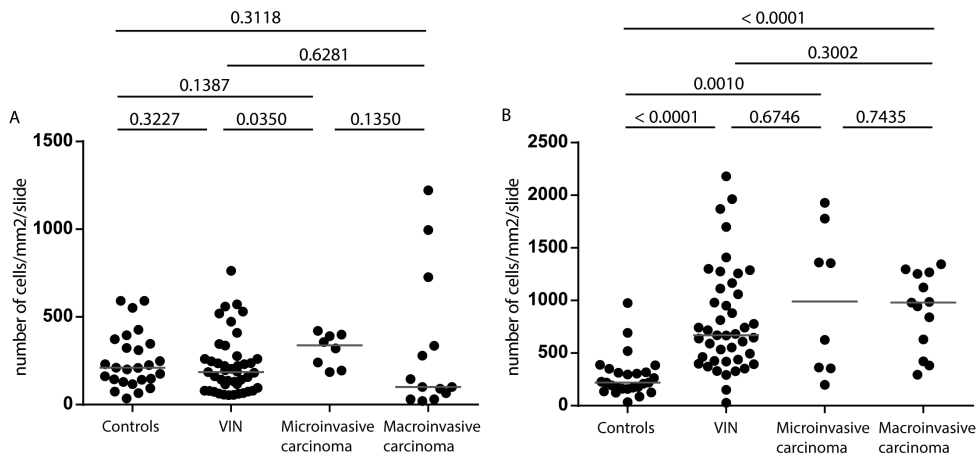 0.3118
0.6281
0.1387
0.3227 0.0350 0.1350
A
number of cells/mm2/slide
1500
1000
500
0
Controls VIN Microinvasive carcinoma Macroinvasive carcinoma
< 0.0001
0.3002
0.0010
< 0.0001 0.6746 0.7435
B
number of cells/mm2/slide
2500
2000
1500
1000
500
0
Controls VIN Microinvasive carcinoma Macroinvasive carcinoma